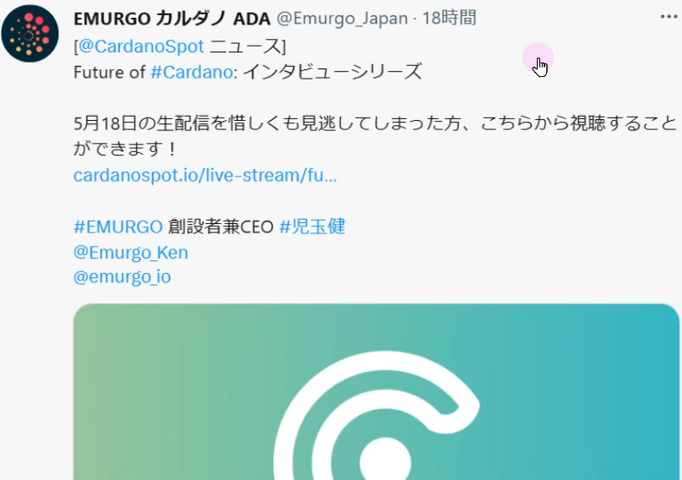 EMURGO カルダノ ADA @Emurgo_Japan · 18時間
[@CardanoSpot ニュース]
Future of #Cardano: インタビューシリーズ
5月18日の生配信を惜しくも見逃してしまった方、こちらから視聴すること
ができます！
cardanospot.io/live-stream/fu...
#EMURGO 創設者兼CEO #児玉健
@Emurgo_Ken
@emurgo_io